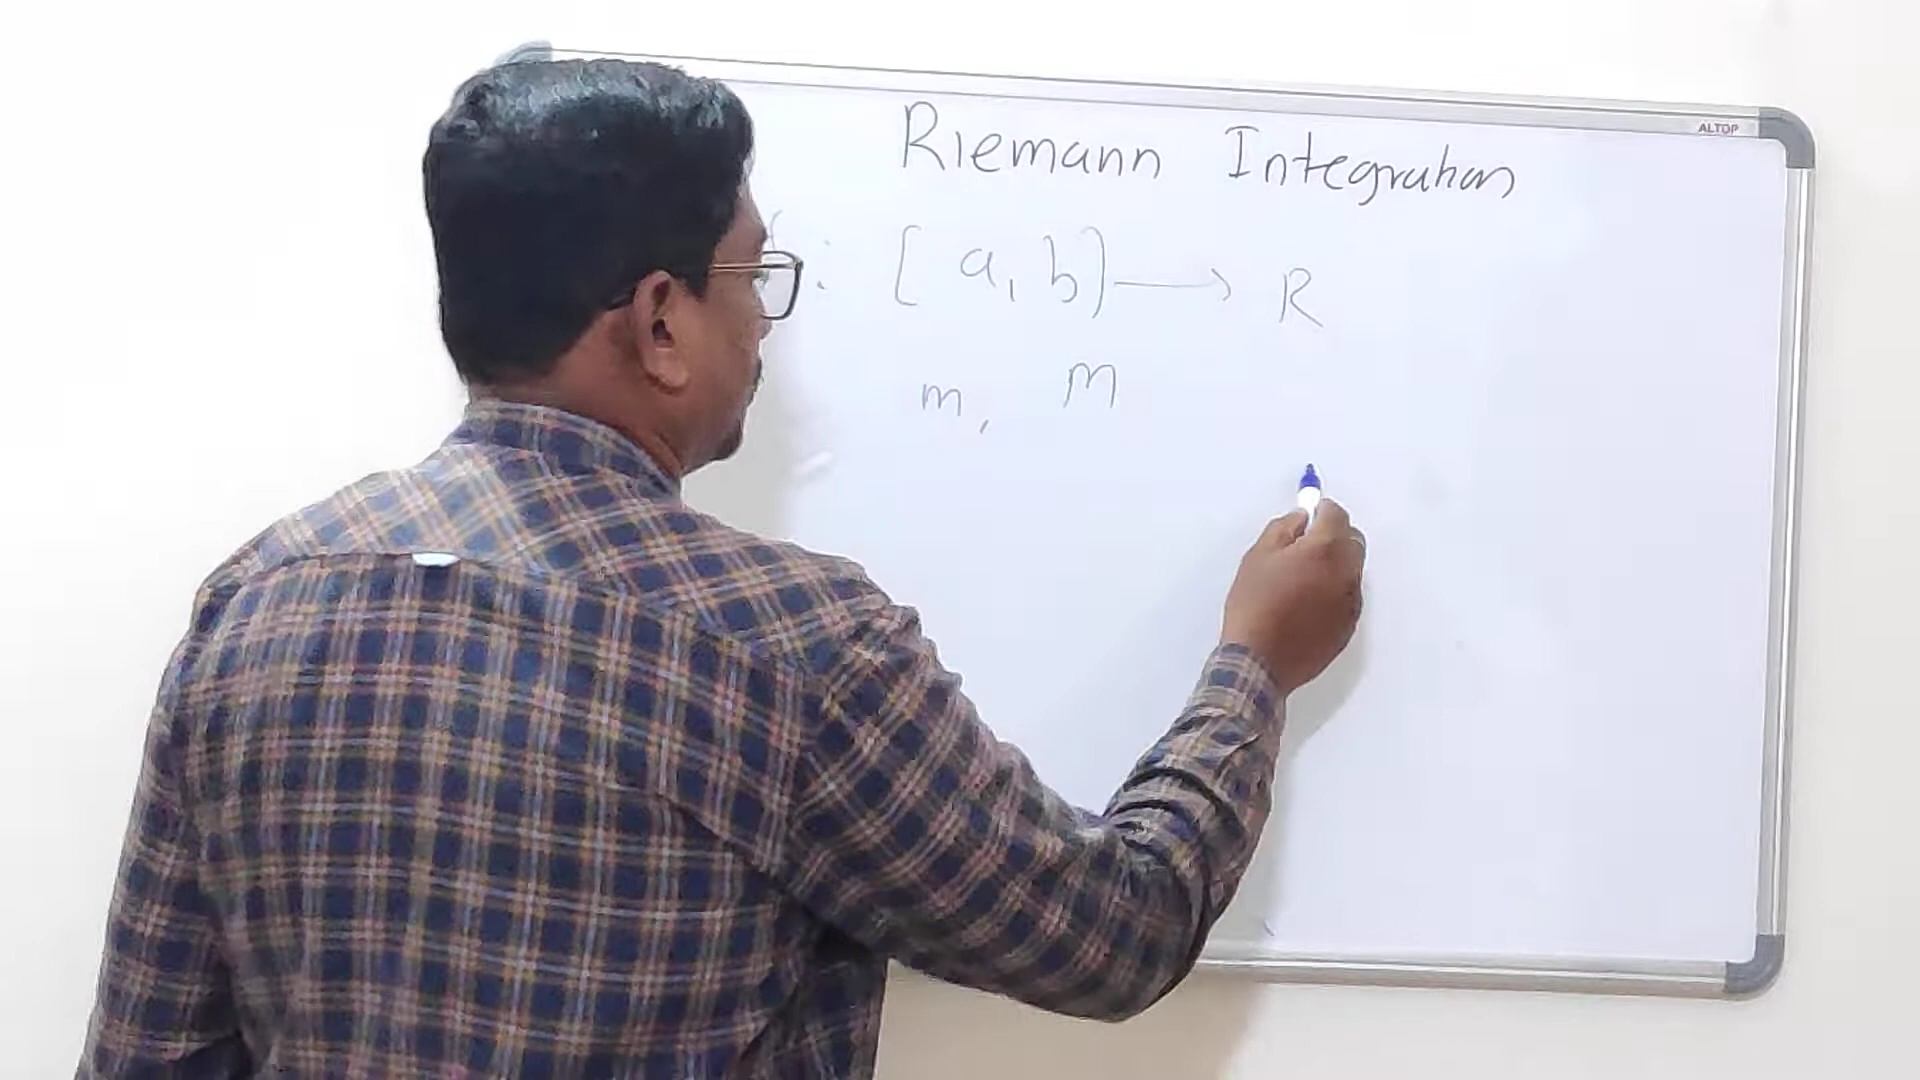 ALTOP
Riemann Integration
: [a, b] → R
m, M